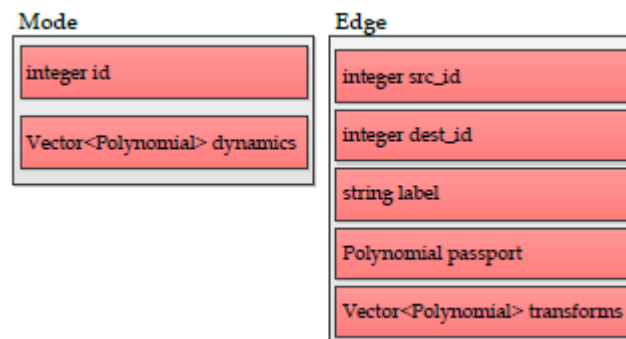 Mode
integer id
Vector<Polynomial> dynamics
Edge
integer src_id
integer dest_id
string label
Polynomial passport
Vector<Polynomial> transforms